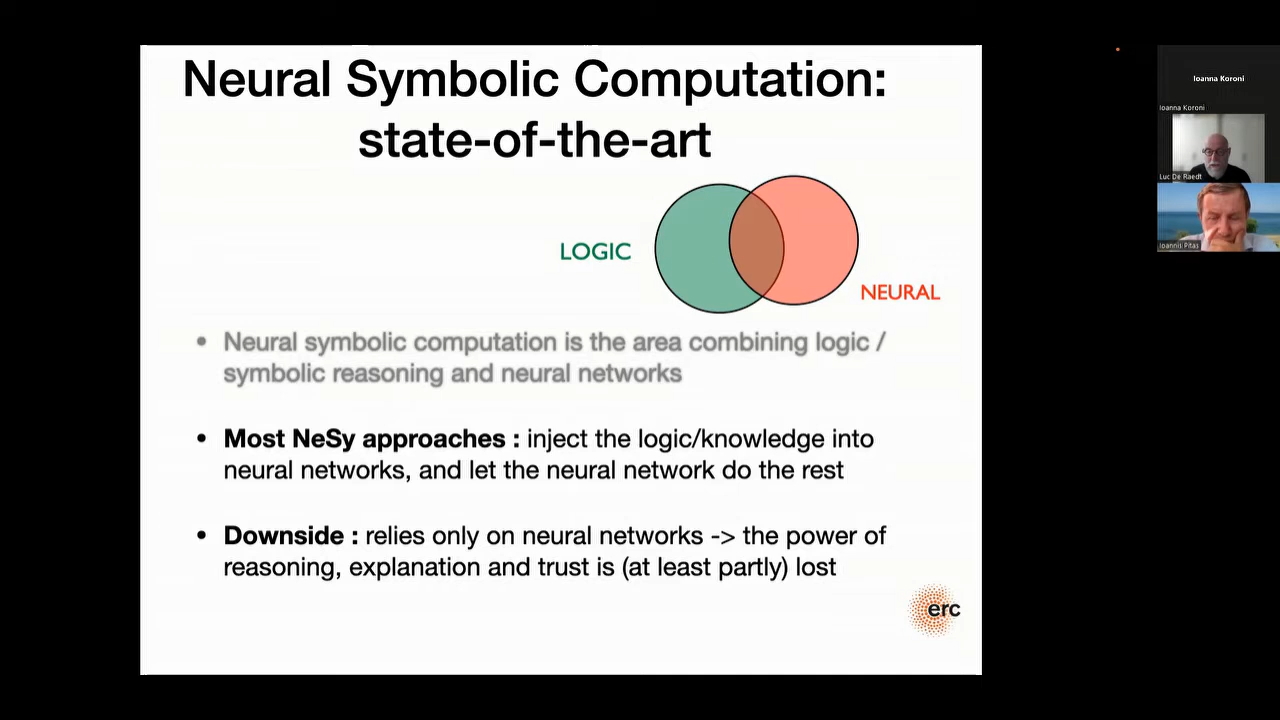 Neural Symbolic Computation:
state-of-the-art
LOGIC
NEURAL
• Neural symbolic computation is the area combining logic /
symbolic reasoning and neural networks
• Most NeSy approaches : inject the logic/knowledge into
neural networks, and let the neural network do the rest
• Downside : relies only on neural networks -> the power of
reasoning, explanation and trust is (at least partly) lost
erc
Ioanna Koroni
Ioanna Koroni
Luc De Raedt
Ioannis Pitas